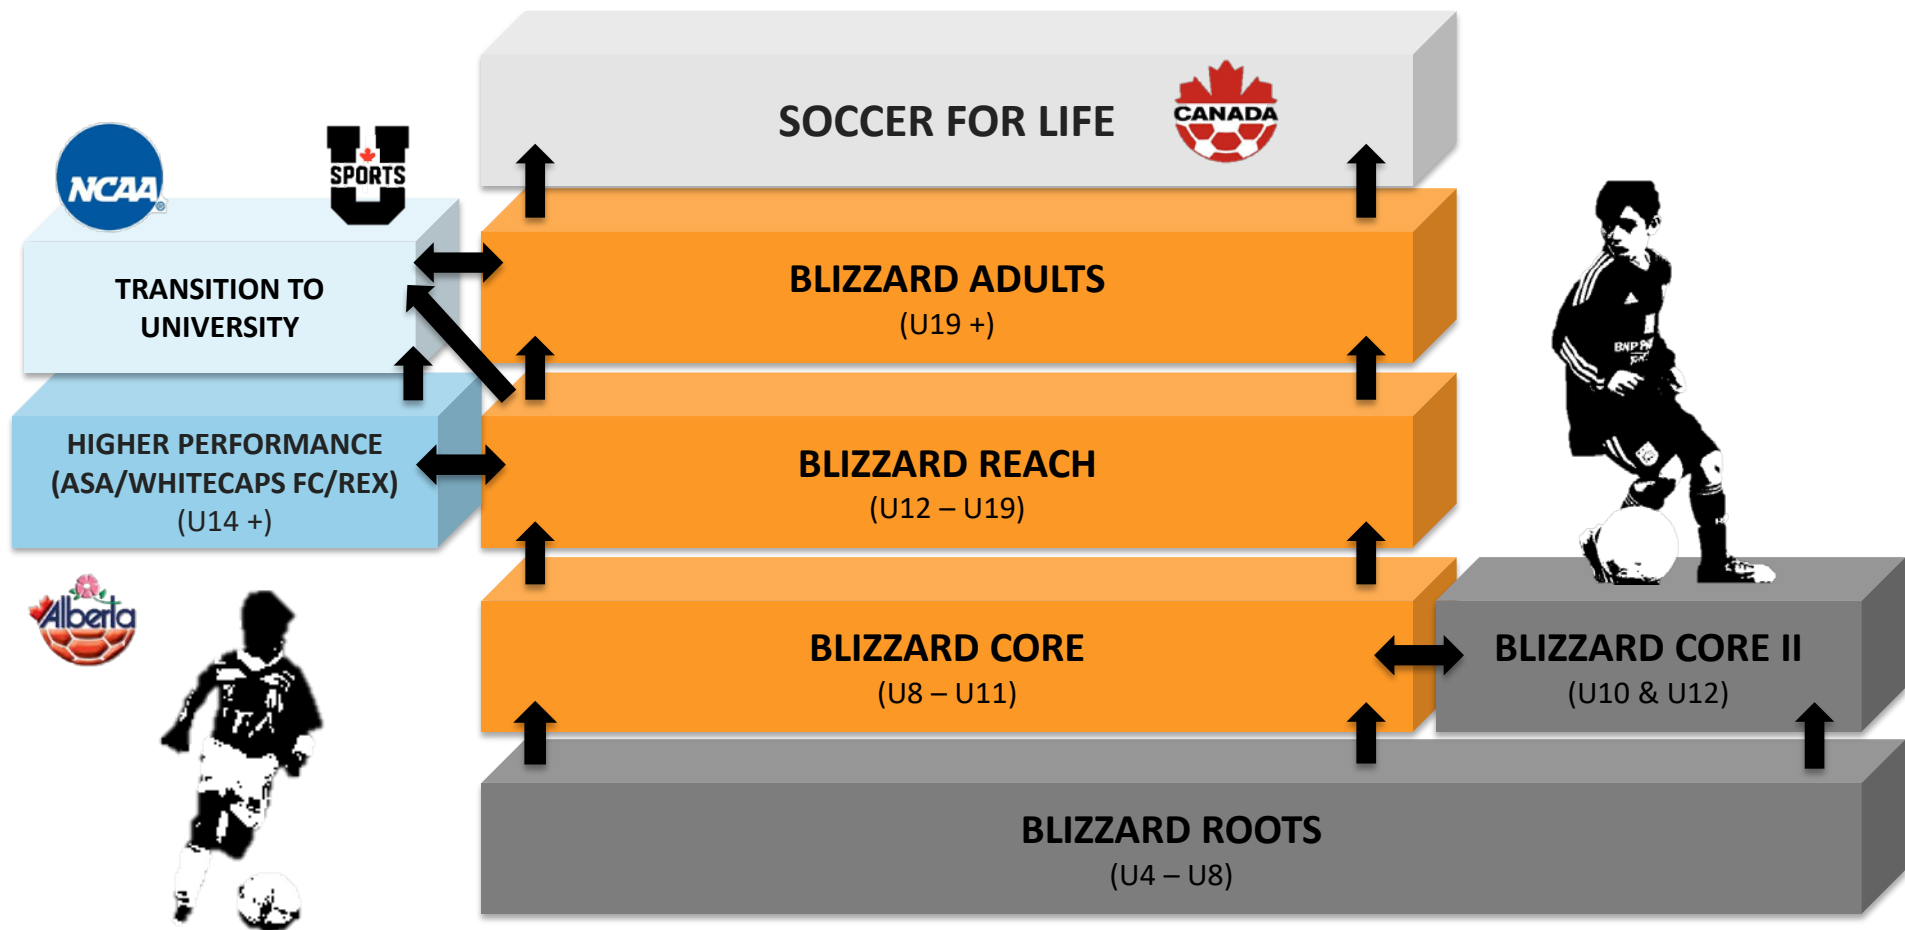 SOCCER FOR LIFE
CANADA
NCAA
®
U
SPORTS
TRANSITION TO
UNIVERSITY
BLIZZARD ADULTS
(U19 +)
HIGHER PERFORMANCE
(ASA/WHITECAPS FC/REX)
(U14 +)
BLIZZARD REACH
(U12 – U19)
Alberta
BLIZZARD CORE
(U8 – U11)
BLIZZARD CORE II
(U10 & U12)
BLIZZARD ROOTS
(U4 – U8)